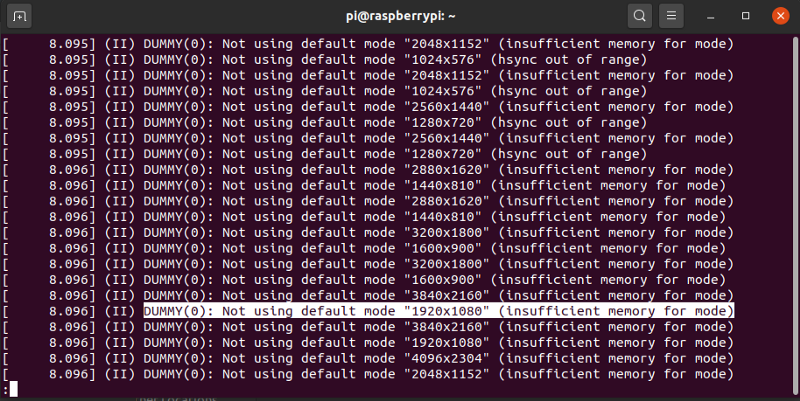 pi@raspberrypi: ~
[ 8.095] (II) DUMMY(0): Not using default mode "2048x1152" (insufficient memory for mode)
[ 8.095] (II) DUMMY(0): Not using default mode "1024x576" (hsync out of range)
[ 8.095] (II) DUMMY(0): Not using default mode "2048x1152" (insufficient memory for mode)
[ 8.095] (II) DUMMY(0): Not using default mode "1024x576" (hsync out of range)
[ 8.095] (II) DUMMY(0): Not using default mode "2560x1440" (insufficient memory for mode)
[ 8.095] (II) DUMMY(0): Not using default mode "1280x720" (hsync out of range)
[ 8.095] (II) DUMMY(0): Not using default mode "2560x1440" (insufficient memory for mode)
[ 8.095] (II) DUMMY(0): Not using default mode "1280x720" (hsync out of range)
[ 8.096] (II) DUMMY(0): Not using default mode "2880x1620" (insufficient memory for mode)
[ 8.096] (II) DUMMY(0): Not using default mode "1440x810" (insufficient memory for mode)
[ 8.096] (II) DUMMY(0): Not using default mode "2880x1620" (insufficient memory for mode)
[ 8.096] (II) DUMMY(0): Not using default mode "1440x810" (insufficient memory for mode)
[ 8.096] (II) DUMMY(0): Not using default mode "3200x1800" (insufficient memory for mode)
[ 8.096] (II) DUMMY(0): Not using default mode "1600x900" (insufficient memory for mode)
[ 8.096] (II) DUMMY(0): Not using default mode "3200x1800" (insufficient memory for mode)
[ 8.096] (II) DUMMY(0): Not using default mode "1600x900" (insufficient memory for mode)
[ 8.096] (II) DUMMY(0): Not using default mode "3840x2160" (insufficient memory for mode)
[ 8.096] (II) DUMMY(0): Not using default mode "1920x1080" (insufficient memory for mode)
[ 8.096] (II) DUMMY(0): Not using default mode "3840x2160" (insufficient memory for mode)
[ 8.096] (II) DUMMY(0): Not using default mode "1920x1080" (insufficient memory for mode)
[ 8.096] (II) DUMMY(0): Not using default mode "4096x2304" (insufficient memory for mode)
[ 8.096] (II) DUMMY(0): Not using default mode "2048x1152" (insufficient memory for mode)
: